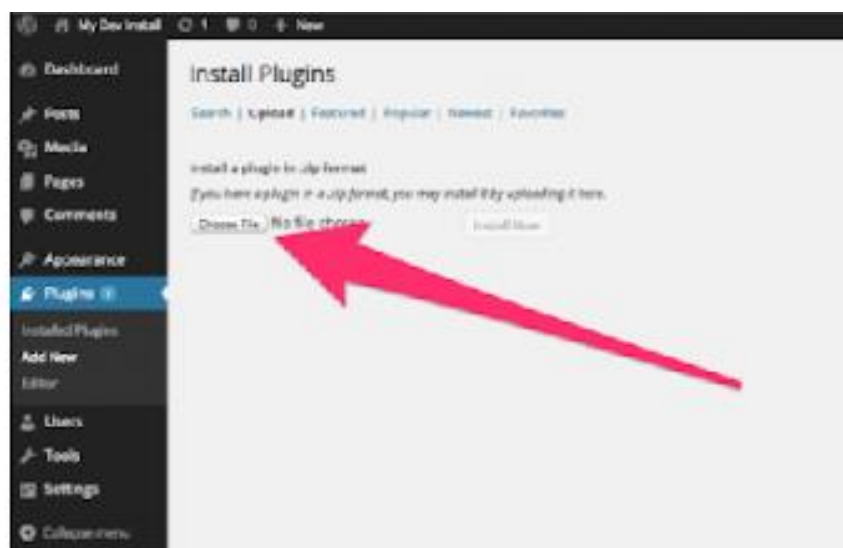 My Dev Install 1 0 + New
Dashboard
Posts
Media
Pages
Comments
Appearance
Plugins 1
Installed Plugins
Add New
Editor
Users
Tools
Settings
Collapse menu
Install Plugins
Search | Upload | Featured | Popular | Newest | Favorites
Install a plugin in .zip format
If you have a plugin in a .zip format, you may install it by uploading it here.
Choose File No file chosen Install Now